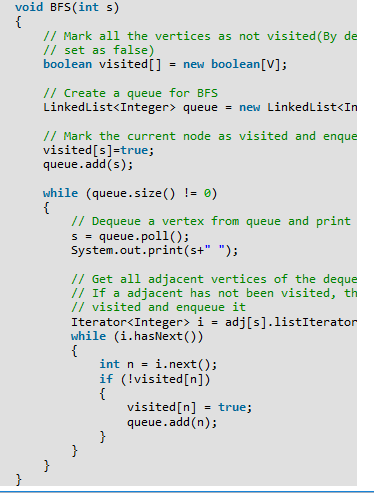 void BFS(int s)
{
// Mark all the vertices as not visited(By de
// set as false)
boolean visited[] = new boolean[V];
// Create a queue for BFS
LinkedList<Integer> queue = new LinkedList<In
// Mark the current node as visited and enque
visited[s]=true;
queue.add(s);
while (queue.size() != 0)
{
// Dequeue a vertex from queue and print
s = queue.poll();
System.out.print(s+" ");
// Get all adjacent vertices of the deque
// If a adjacent has not been visited, th
// visited and enqueue it
Iterator<Integer> i = adj[s].listIterator
while (i.hasNext())
{
int n = i.next();
if (!visited[n])
{
visited[n] = true;
queue.add(n);
}
}
}
}